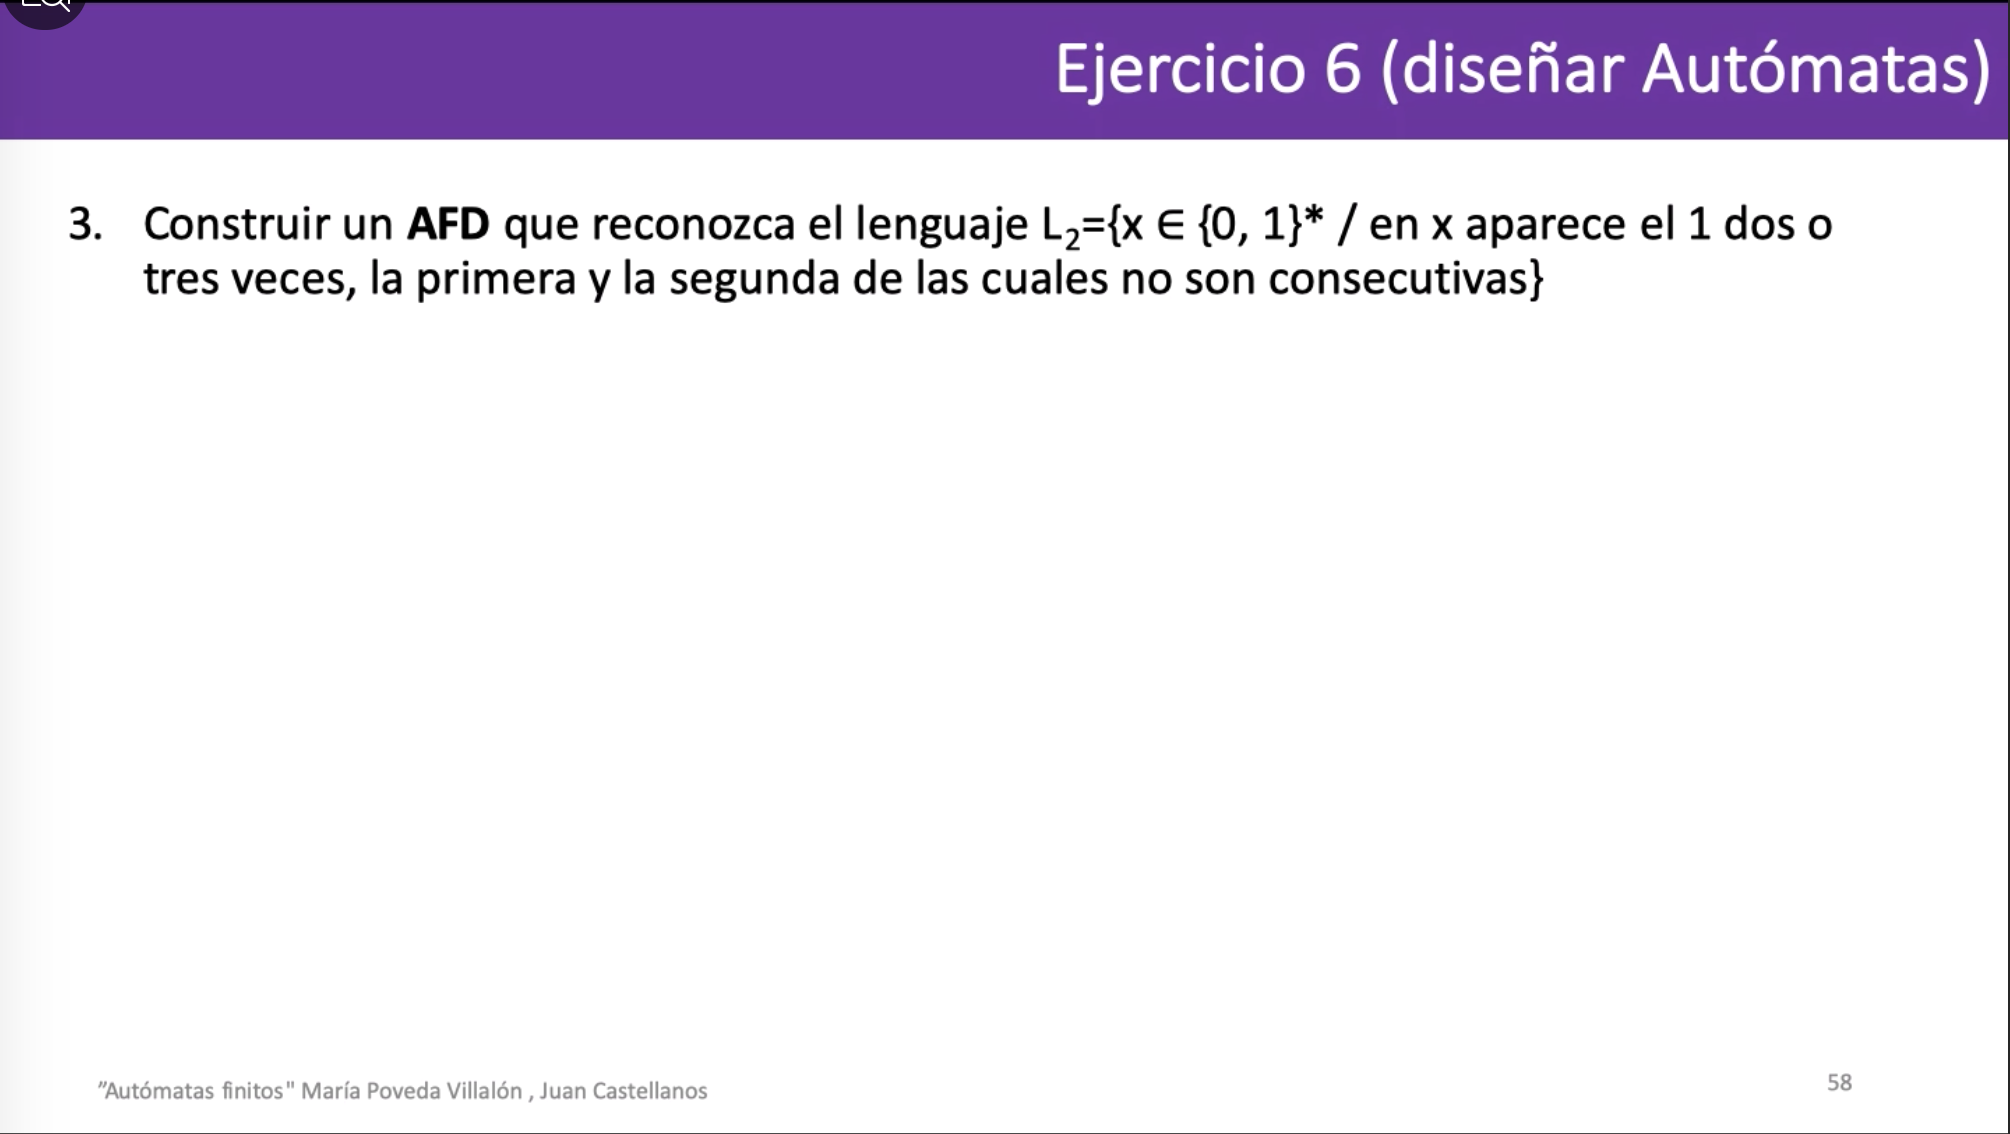 Ejercicio 6 (diseñar Autómatas)
3. Construir un AFD que reconozca el lenguaje L₂={x ∈ {0, 1}* / en x aparece el 1 dos o
tres veces, la primera y la segunda de las cuales no son consecutivas}
”Autómatas finitos" María Poveda Villalón , Juan Castellanos
58